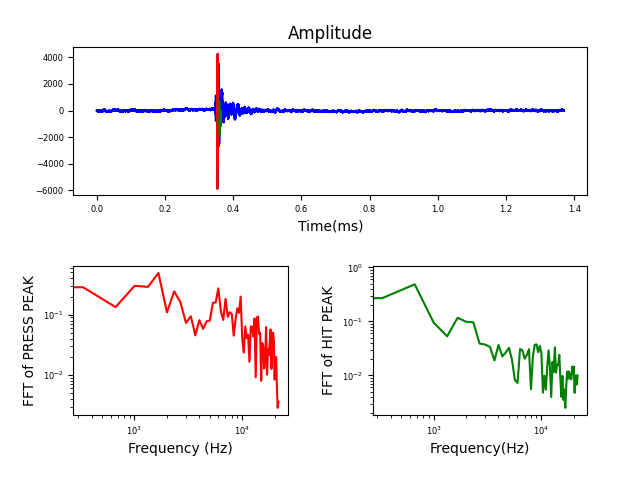 Amplitude
4000
2000
0
−2000
−4000
−6000
0.0 0.2 0.4 0.6 0.8 1.0 1.2 1.4
Time(ms)
FFT of PRESS PEAK
10⁻¹
10⁻²
10³ 10⁴
Frequency (Hz)
FFT of HIT PEAK
10⁰
10⁻¹
10⁻²
10³ 10⁴
Frequency(Hz)